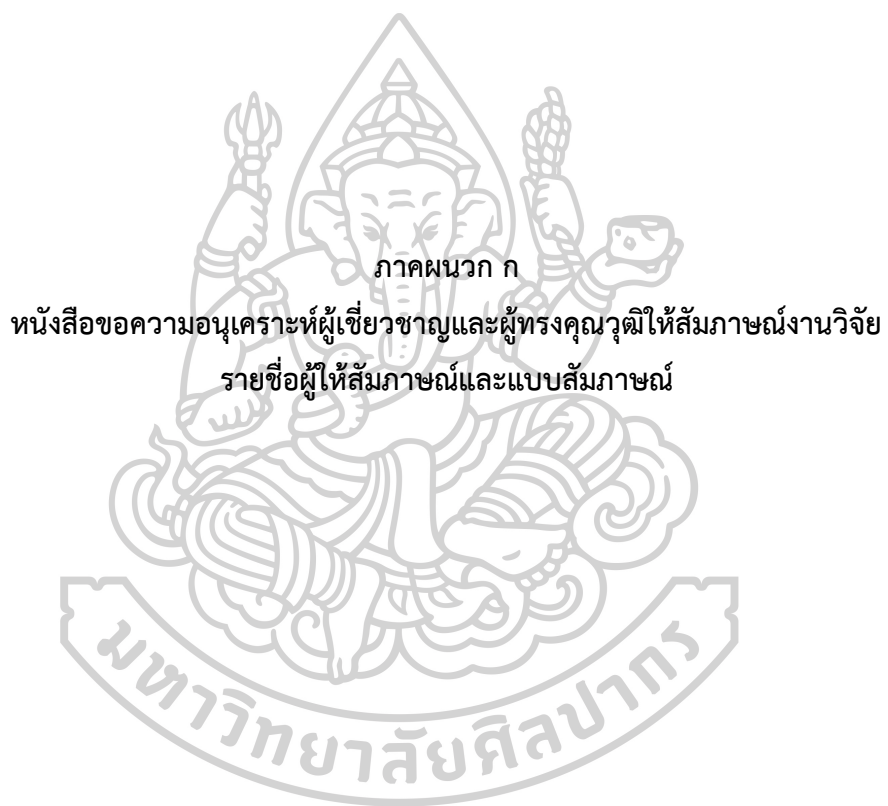 ภาคผนวก ก
หนังสือขอความอนุเคราะห์ผู้เชี่ยวชาญและผู้ทรงคุณวุฒิให้สัมภาษณ์งานวิจัย
รายชื่อผู้ให้สัมภาษณ์และแบบสัมภาษณ์
มหาวิทยาลัยศิลปากร